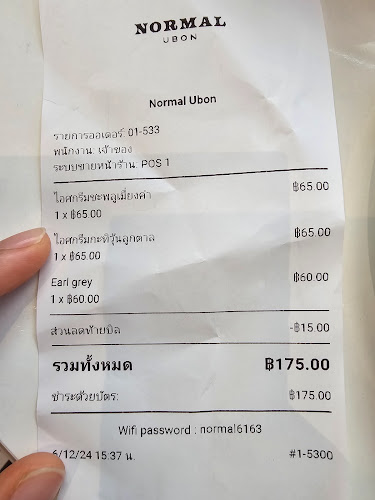 NORMAL
UBON
Normal Ubon
รายการออเดอร์: 01-533
พนักงาน: เจ้าของ
ระบบขายหน้าร้าน: POS 1
ไอศกรีมชะพลูเมี่ยงคำ ฿65.00
1 x ฿65.00
ไอศกรีมกะทิวุ้นลูกตาล ฿65.00
1 x ฿65.00
Earl grey ฿60.00
1 x ฿60.00
ส่วนลดท้ายบิล -฿15.00
รวมทั้งหมด ฿175.00
ชำระด้วยบัตร: ฿175.00
Wifi password : normal6163
6/12/24 15:37 น. #1-5300